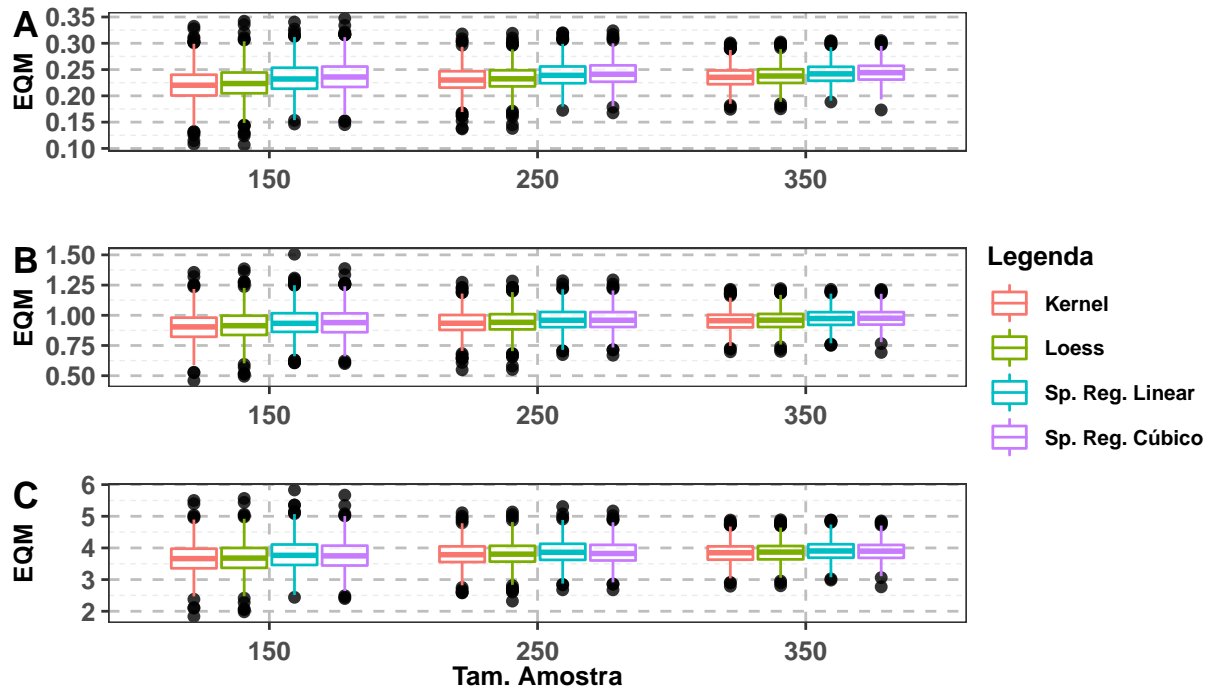 A
EQM
0.35
0.30
0.25
0.20
0.15
0.10
150
250
350
B
EQM
1.50
1.25
1.00
0.75
0.50
150
250
350
Legenda
Kernel
Loess
Sp. Reg. Linear
Sp. Reg. Cúbico
C
EQM
6
5
4
3
2
150
250
350
Tam. Amostra